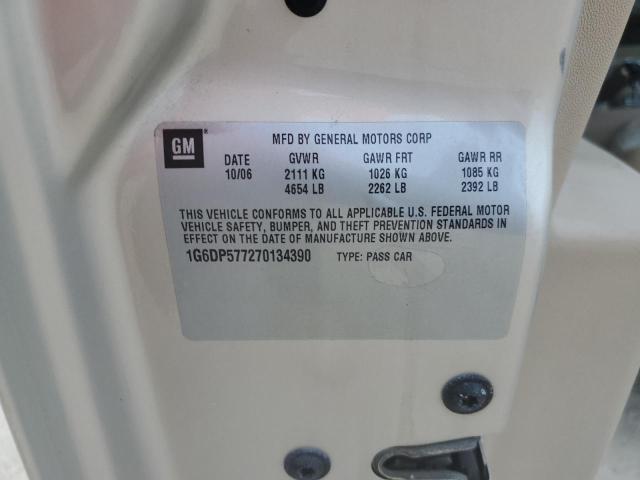 GM ® MFD BY GENERAL MOTORS CORP
DATE GVWR GAWR FRT GAWR RR
10/06 2111 KG 1026 KG 1085 KG
4654 LB 2262 LB 2392 LB
THIS VEHICLE CONFORMS TO ALL APPLICABLE U.S. FEDERAL MOTOR
VEHICLE SAFETY, BUMPER, AND THEFT PREVENTION STANDARDS IN
EFFECT ON THE DATE OF MANUFACTURE SHOWN ABOVE.
1G6DP577270134390 TYPE: PASS CAR